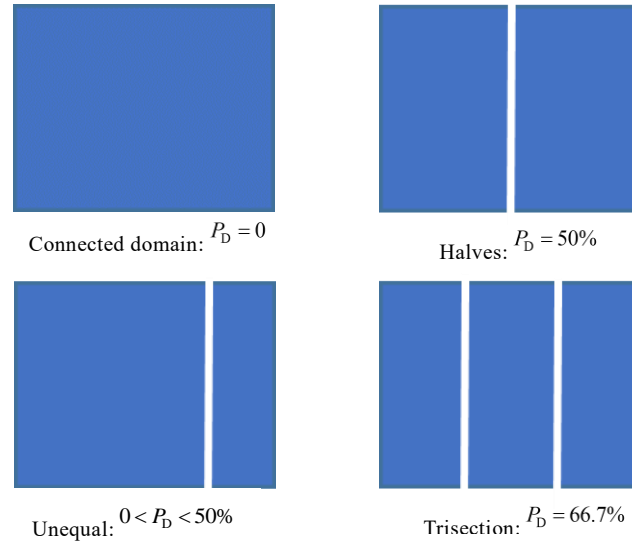 Connected domain: P_D = 0
Halves: P_D = 50%
Unequal: 0 < P_D < 50%
Trisection: P_D = 66.7%